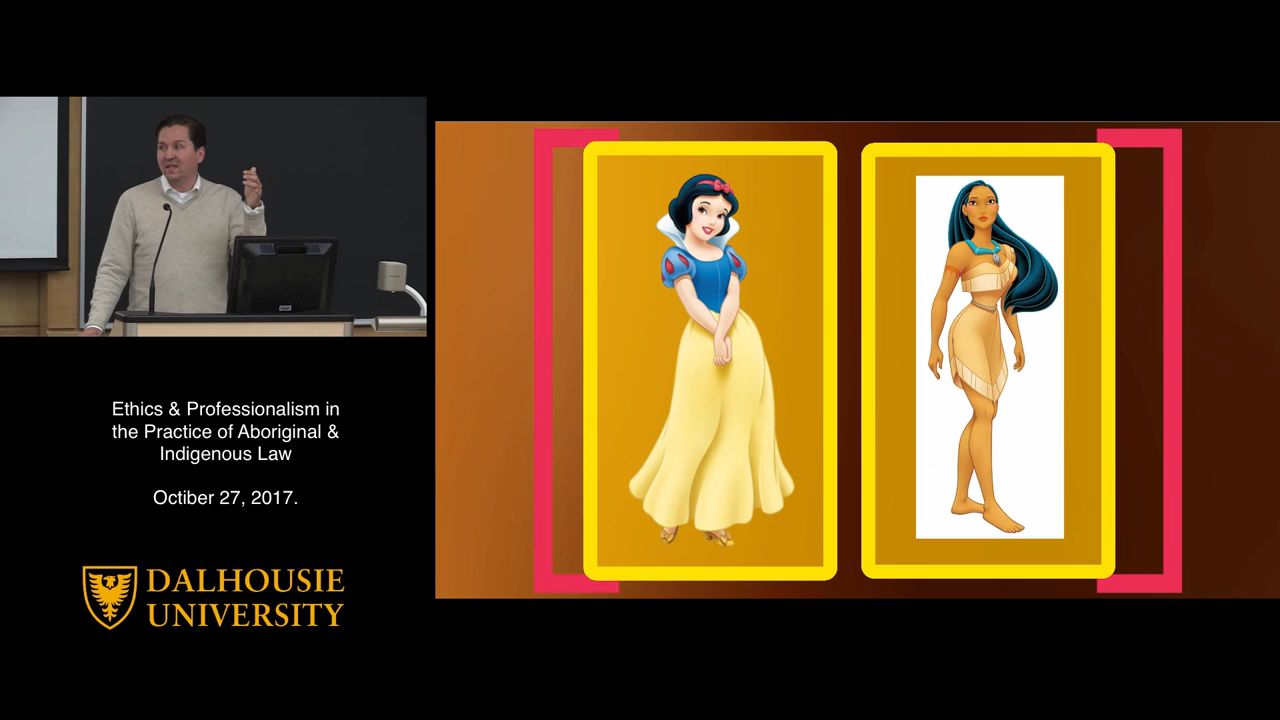 Ethics & Professionalism in
the Practice of Aboriginal &
Indigenous Law
Octiber 27, 2017.
DALHOUSIE
UNIVERSITY